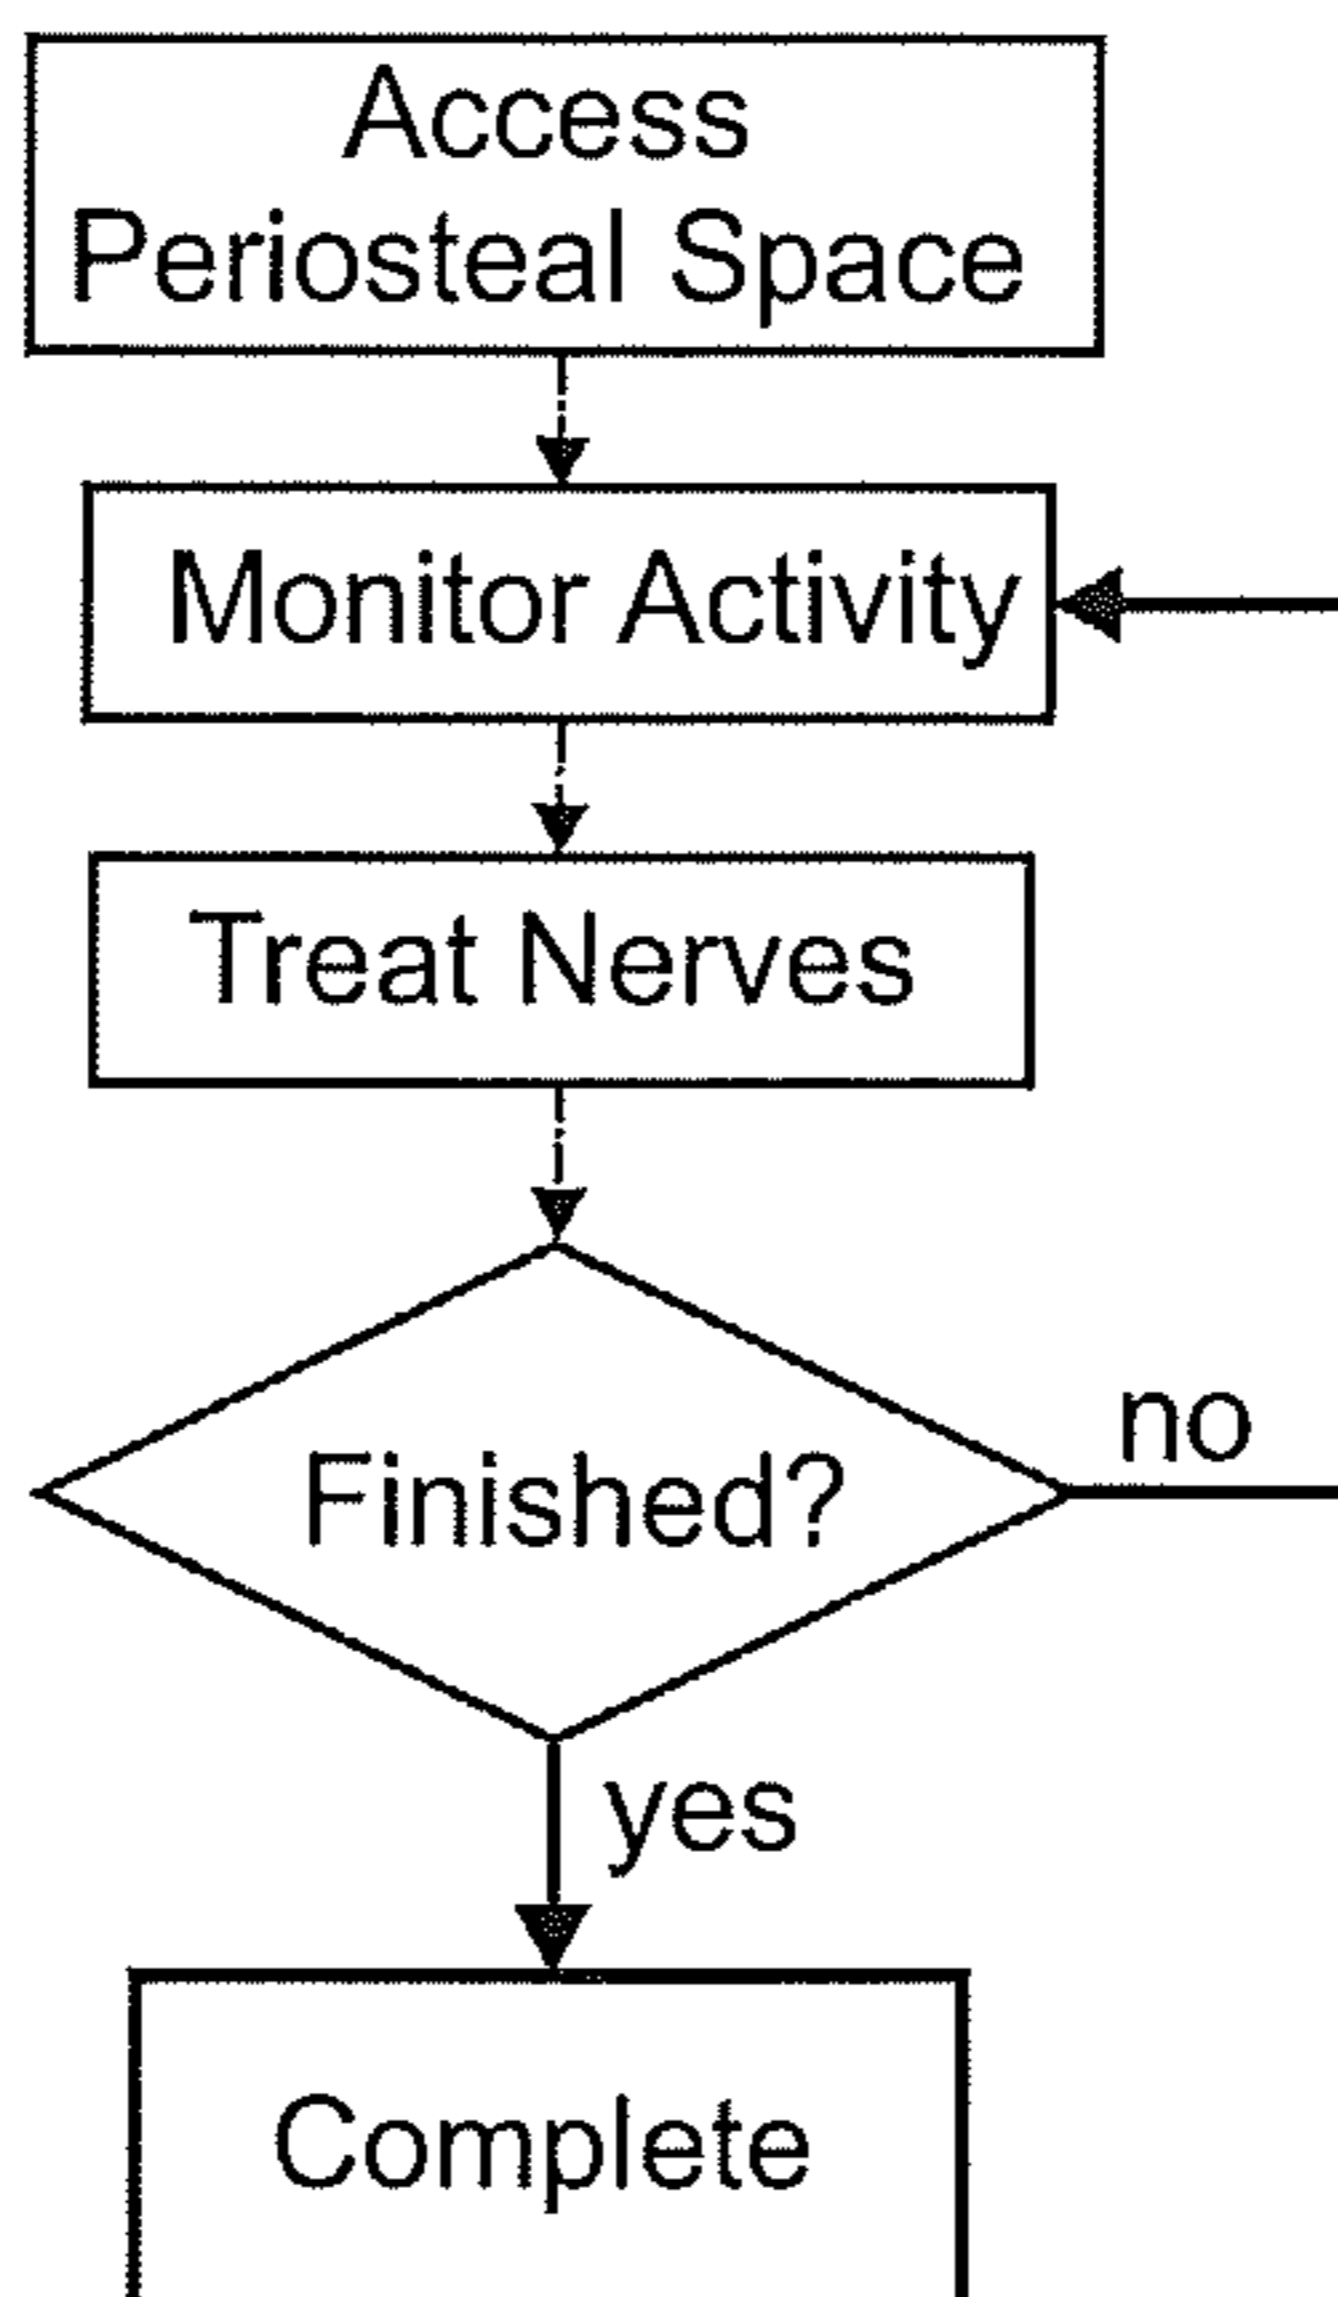 Access
Periosteal Space
Monitor Activity
Treat Nerves
Finished?
no
yes
Complete